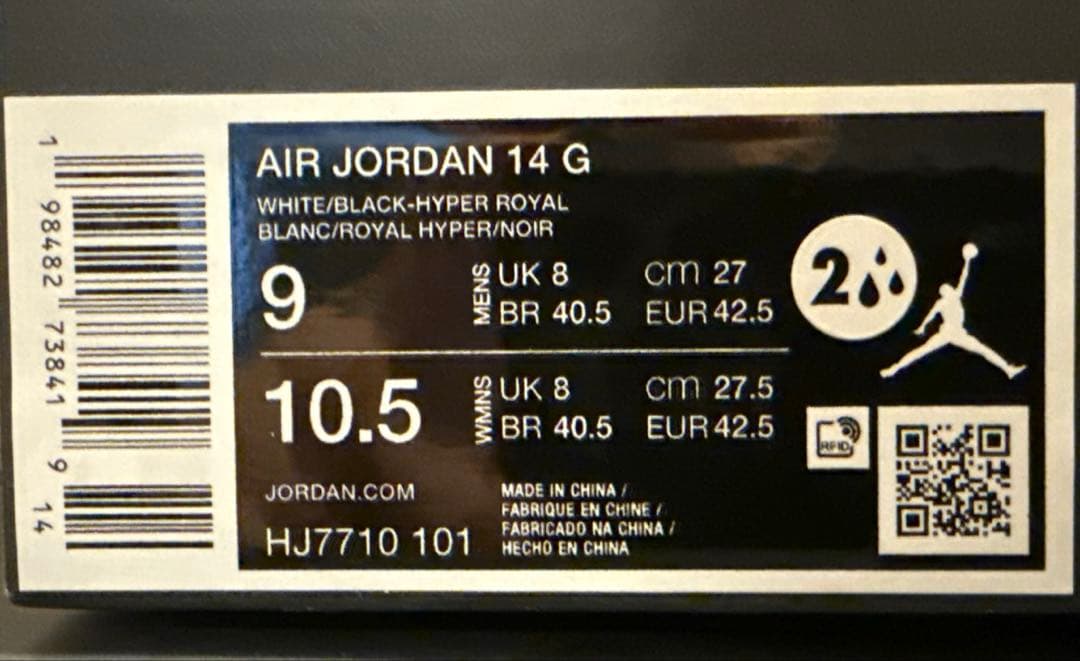 1 98482 73841 9 14
AIR JORDAN 14 G
WHITE/BLACK-HYPER ROYAL
BLANC/ROYAL HYPER/NOIR
9 MENS UK 8 cm 27
BR 40.5 EUR 42.5
10.5 WMNS UK 8 cm 27.5
BR 40.5 EUR 42.5
2
RFID
JORDAN.COM
HJ7710 101
MADE IN CHINA /
FABRIQUE EN CHINE /
FABRICADO NA CHINA /
HECHO EN CHINA